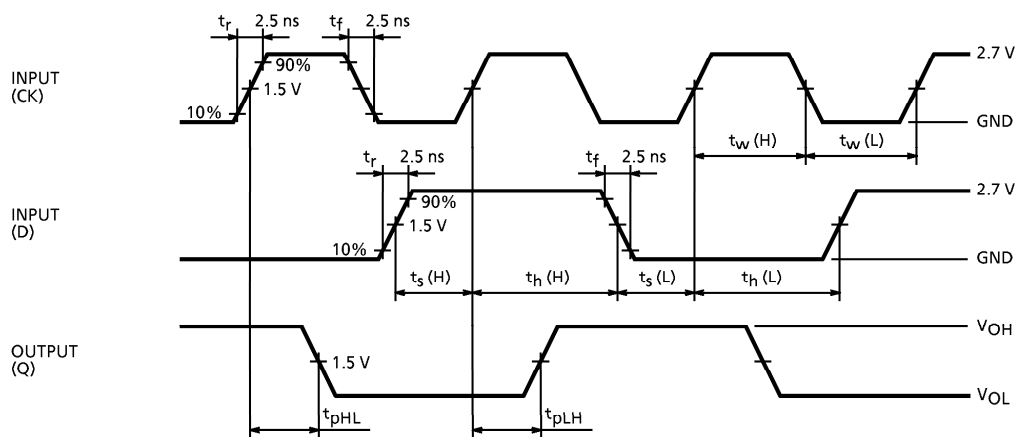 tr 2.5 ns tf 2.5 ns
INPUT
(CK)
90%
1.5 V
10%
2.7 V
GND
tw (H) tw (L)
tr 2.5 ns tf 2.5 ns
INPUT
(D)
90%
1.5 V
10%
2.7 V
GND
ts (H) th (H) ts (L) th (L)
OUTPUT
(Q)
1.5 V
VOH
VOL
tpHL tpLH